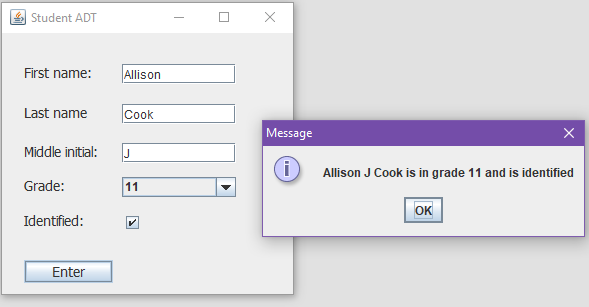 Student ADT
First name:
Allison
Last name
Cook
Middle initial:
J
Grade:
11
Identified:
Enter
Message
i
Allison J Cook is in grade 11 and is identified
OK